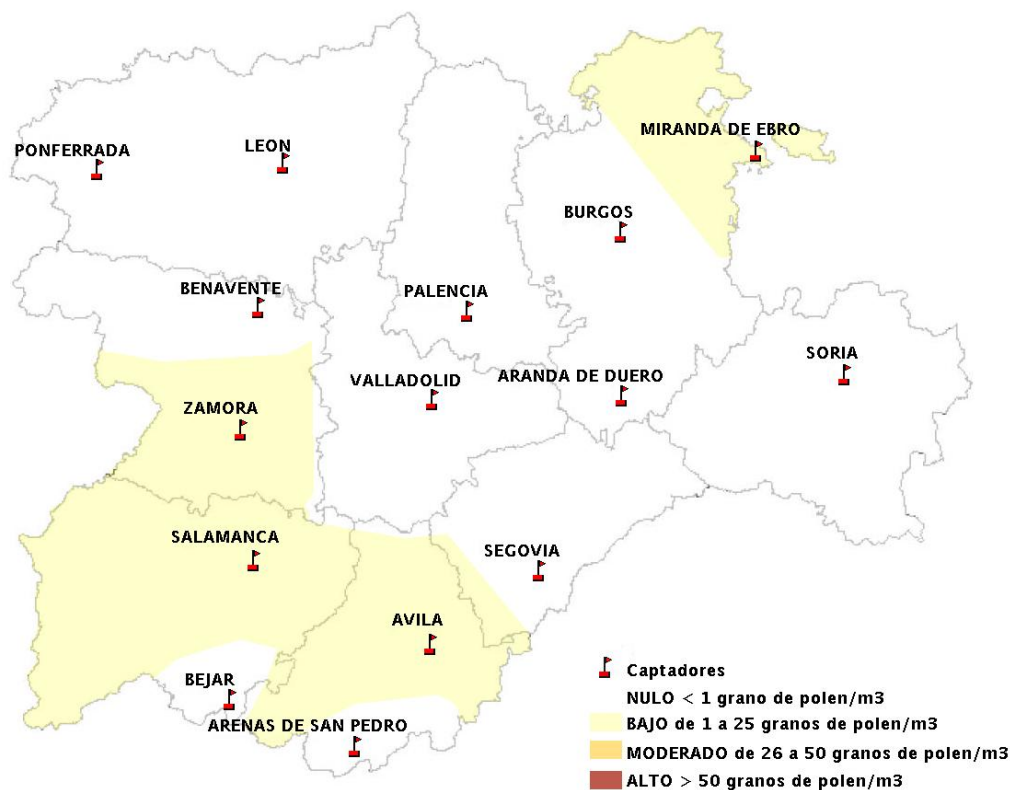 MIRANDA DE EBRO
PONFERRADA
LEON
BURGOS
BENAVENTE
PALENCIA
SORIA
VALLADOLID
ARANDA DE DUERO
ZAMORA
SALAMANCA
SEGOVIA
AVILA
BEJAR
ARENAS DE SAN PEDRO
Captadores
NULO < 1 grano de polen/m3
BAJO de 1 a 25 granos de polen/m3
MODERADO de 26 a 50 granos de polen/m3
ALTO > 50 granos de polen/m3